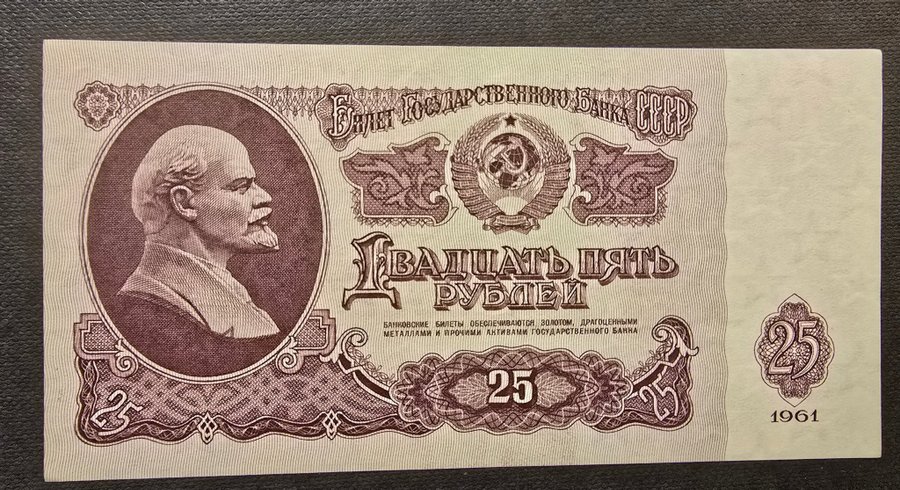 Билет Государственного Банка СССР
Двадцать пять
рублей
БАНКОВСКИЕ БИЛЕТЫ ОБЕСПЕЧИВАЮТСЯ ЗОЛОТОМ, ДРАГОЦЕННЫМИ
МЕТАЛЛАМИ И ПРОЧИМИ АКТИВАМИ ГОСУДАРСТВЕННОГО БАНКА
25
25
25
25
1961